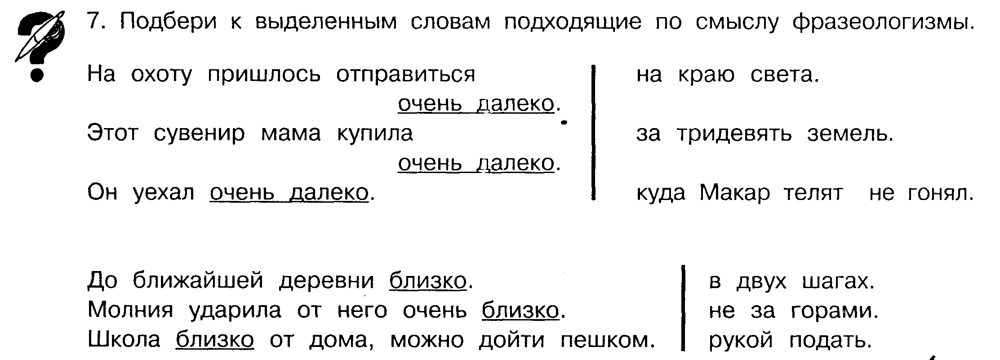 7. Подбери к выделенным словам подходящие по смыслу фразеологизмы.
На охоту пришлось отправиться
очень далеко.
Этот сувенир мама купила
очень далеко.
Он уехал очень далеко.
на краю света.
за тридевять земель.
куда Макар телят не гонял.
До ближайшей деревни близко.
Молния ударила от него очень близко.
Школа близко от дома, можно дойти пешком.
в двух шагах.
не за горами.
рукой подать.